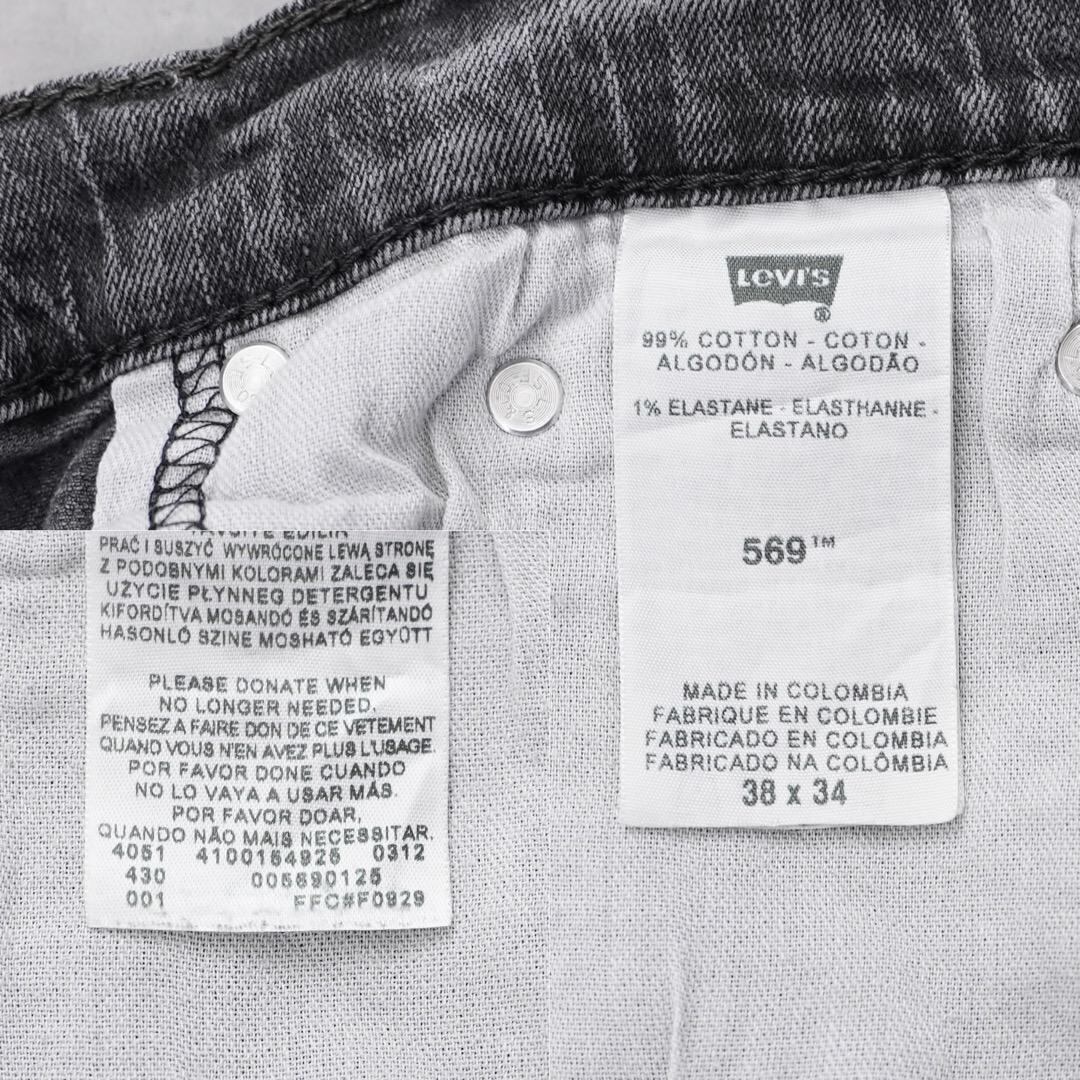 LEVI'S
®
99% COTTON - COTON -
ALGODÓN - ALGODÃO
1% ELASTANE - ELASTHANNE -
ELASTANO
569™
MADE IN COLOMBIA
FABRIQUE EN COLOMBIE
FABRICADO EN COLOMBIA
FABRICADO NA COLÔMBIA
38 x 34
PRAĆ I SUSZYĆ WYWRÓCONE LEWĄ STRONĘ
Z PODOBNYMI KOLORAMI ZALECA SIĘ
UŻYCIE PŁYNNEG DETERGENTU
KIFORDÍTVA MOSANDÓ ÉS SZÁRÍTANDÓ
HASONLÓ SZINE MOSHATÓ EGYÜTT
PLEASE DONATE WHEN
NO LONGER NEEDED.
PENSEZ A FAIRE DON DE CE VETEMENT
QUAND VOUS N'EN AVEZ PLUS L'USAGE.
POR FAVOR DONE CUANDO
NO LO VAYA A USAR MÁS.
POR FAVOR DOAR,
QUANDO NÃO MAIS NECESSITAR.
4051 4100154925 0312
430 005690125
001 FFC#F0929